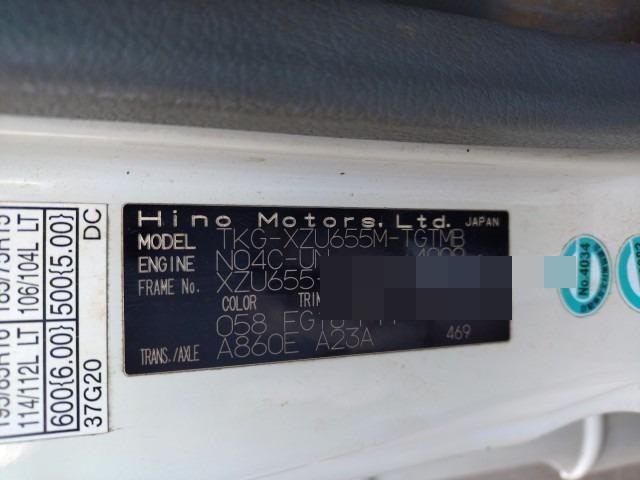 Hino Motors, Ltd. JAPAN
MODEL TKG-XZU655M-TGTMB
ENGINE N04C-UN
FRAME No. XZU655
COLOR TRIM
058
TRANS./AXLE A860E A23A 469
114/112L LT 106/104L LT
600{6.00} 500{5.00}
37G20 DC
No.4034